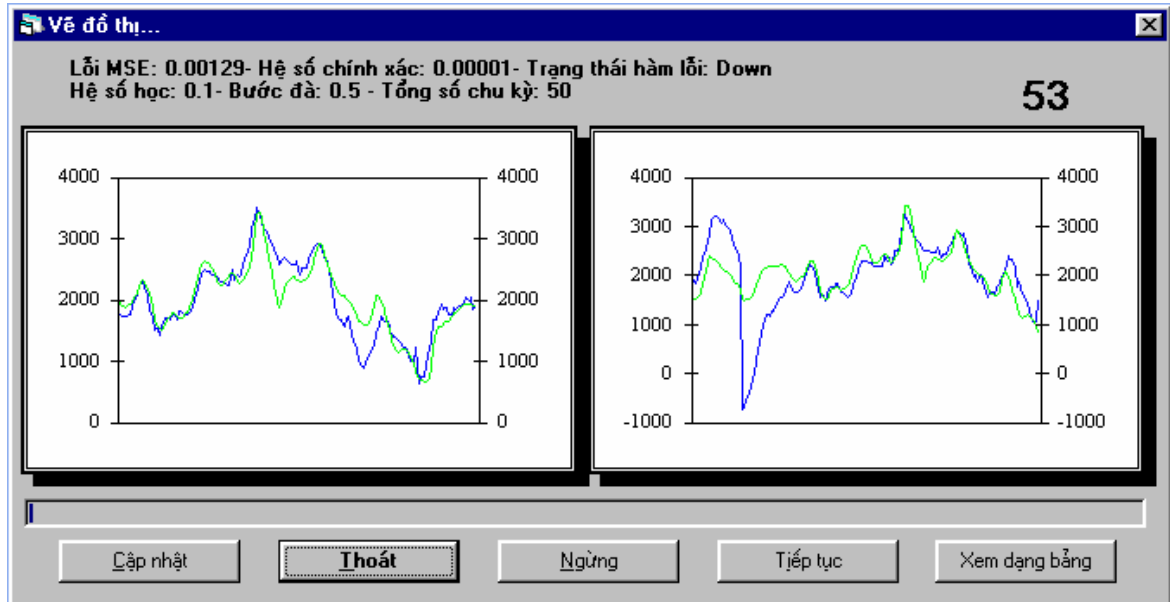 Vẽ đồ thị...
Lỗi MSE: 0.00129- Hệ số chính xác: 0.00001- Trạng thái hàm lỗi: Down
Hệ số học: 0.1- Bước đà: 0.5 - Tổng số chu kỳ: 50
53
4000 4000
3000 3000
2000 2000
1000 1000
0 0
4000 4000
3000 3000
2000 2000
1000 1000
0 0
-1000 -1000
Cập nhật
Thoát
Ngừng
Tiếp tục
Xem dạng bảng